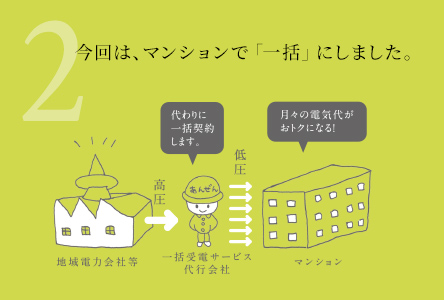 2
今回は、マンションで「一括」にしました。
代わりに
一括契約
します。
月々の電気代が
おトクになる!
高圧
あんぜん
低圧
地域電力会社等
一括受電サービス
代行会社
マンション